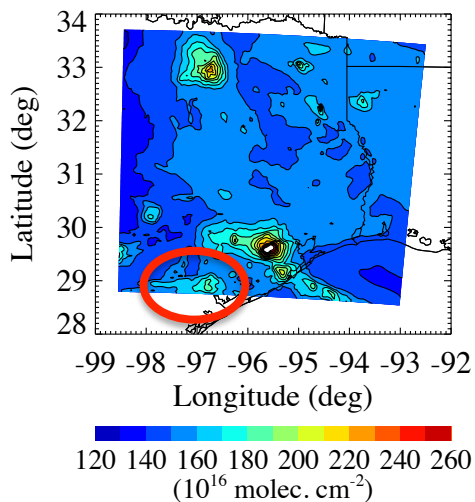 34
33
32
31
30
29
28
Latitude (deg)
-99 -98 -97 -96 -95 -94 -93 -92
Longitude (deg)
120 140 160 180 200 220 240 260
(10¹⁶ molec. cm⁻²)